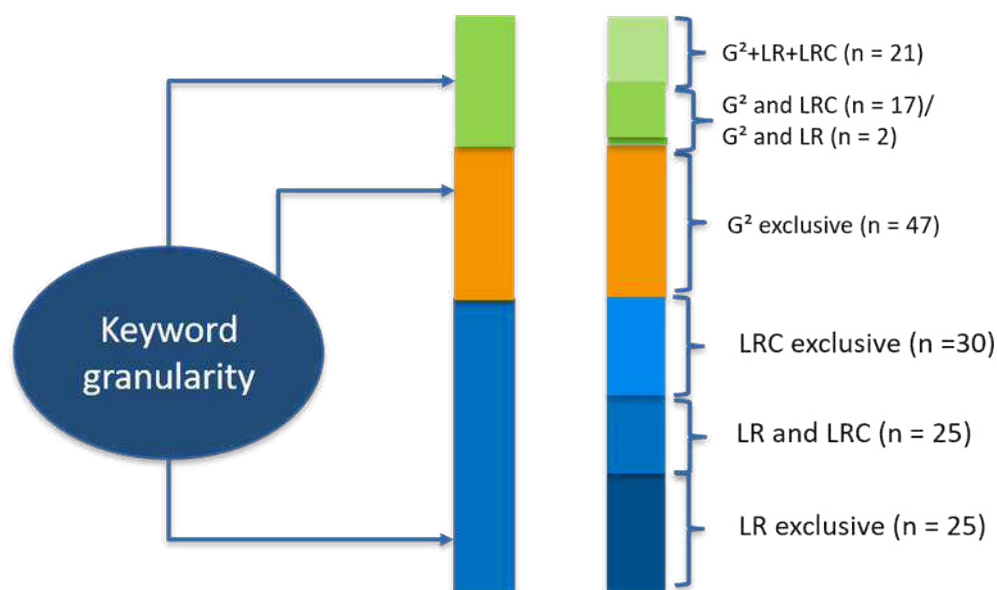 G²+LR+LRC (n = 21)
G² and LRC (n = 17)/
G² and LR (n = 2)
G² exclusive (n = 47)
Keyword
granularity
LRC exclusive (n =30)
LR and LRC (n = 25)
LR exclusive (n = 25)